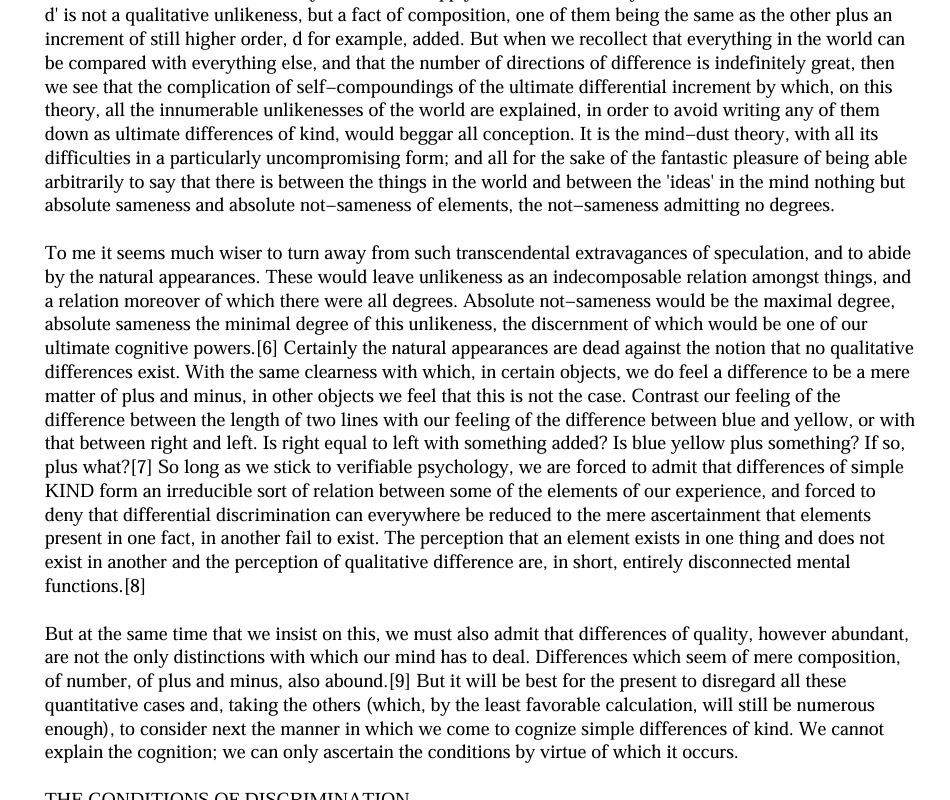 d' is not a qualitative unlikeness, but a fact of composition, one of them being the same as the other plus an
increment of still higher order, d for example, added. But when we recollect that everything in the world can
be compared with everything else, and that the number of directions of difference is indefinitely great, then
we see that the complication of self−compoundings of the ultimate differential increment by which, on this
theory, all the innumerable unlikenesses of the world are explained, in order to avoid writing any of them
down as ultimate differences of kind, would beggar all conception. It is the mind−dust theory, with all its
difficulties in a particularly uncompromising form; and all for the sake of the fantastic pleasure of being able
arbitrarily to say that there is between the things in the world and between the 'ideas' in the mind nothing but
absolute sameness and absolute not−sameness of elements, the not−sameness admitting no degrees.

To me it seems much wiser to turn away from such transcendental extravagances of speculation, and to abide
by the natural appearances. These would leave unlikeness as an indecomposable relation amongst things, and
a relation moreover of which there were all degrees. Absolute not−sameness would be the maximal degree,
absolute sameness the minimal degree of this unlikeness, the discernment of which would be one of our
ultimate cognitive powers.[6] Certainly the natural appearances are dead against the notion that no qualitative
differences exist. With the same clearness with which, in certain objects, we do feel a difference to be a mere
matter of plus and minus, in other objects we feel that this is not the case. Contrast our feeling of the
difference between the length of two lines with our feeling of the difference between blue and yellow, or with
that between right and left. Is right equal to left with something added? Is blue yellow plus something? If so,
plus what?[7] So long as we stick to verifiable psychology, we are forced to admit that differences of simple
KIND form an irreducible sort of relation between some of the elements of our experience, and forced to
deny that differential discrimination can everywhere be reduced to the mere ascertainment that elements
present in one fact, in another fail to exist. The perception that an element exists in one thing and does not
exist in another and the perception of qualitative difference are, in short, entirely disconnected mental
functions.[8]

But at the same time that we insist on this, we must also admit that differences of quality, however abundant,
are not the only distinctions with which our mind has to deal. Differences which seem of mere composition,
of number, of plus and minus, also abound.[9] But it will be best for the present to disregard all these
quantitative cases and, taking the others (which, by the least favorable calculation, will still be numerous
enough), to consider next the manner in which we come to cognize simple differences of kind. We cannot
explain the cognition; we can only ascertain the conditions by virtue of which it occurs.

THE CONDITIONS OF DISCRIMINATION